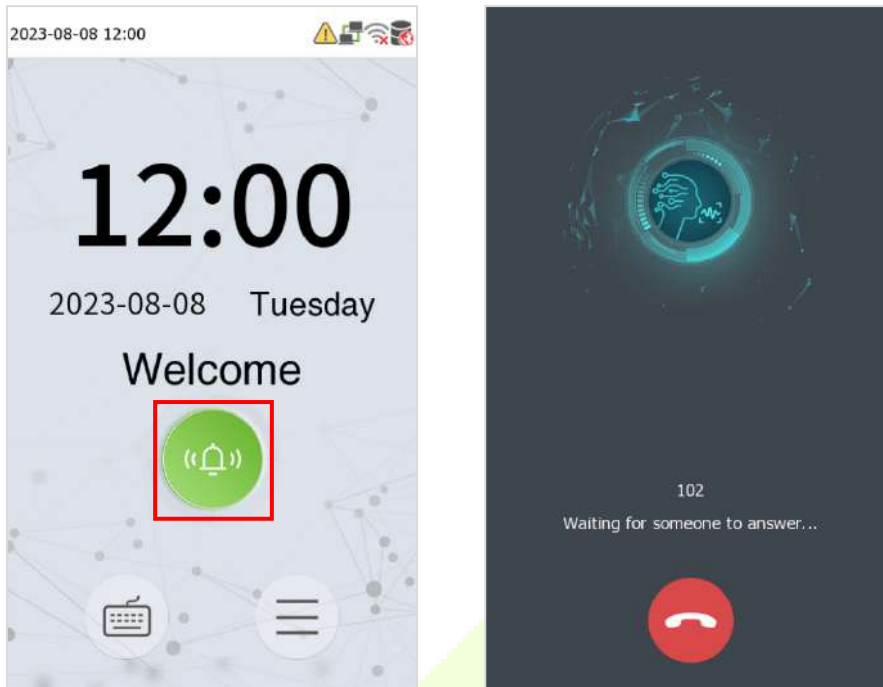 2023-08-08 12:00
12:00
2023-08-08 Tuesday
Welcome
102
Waiting for someone to answer...